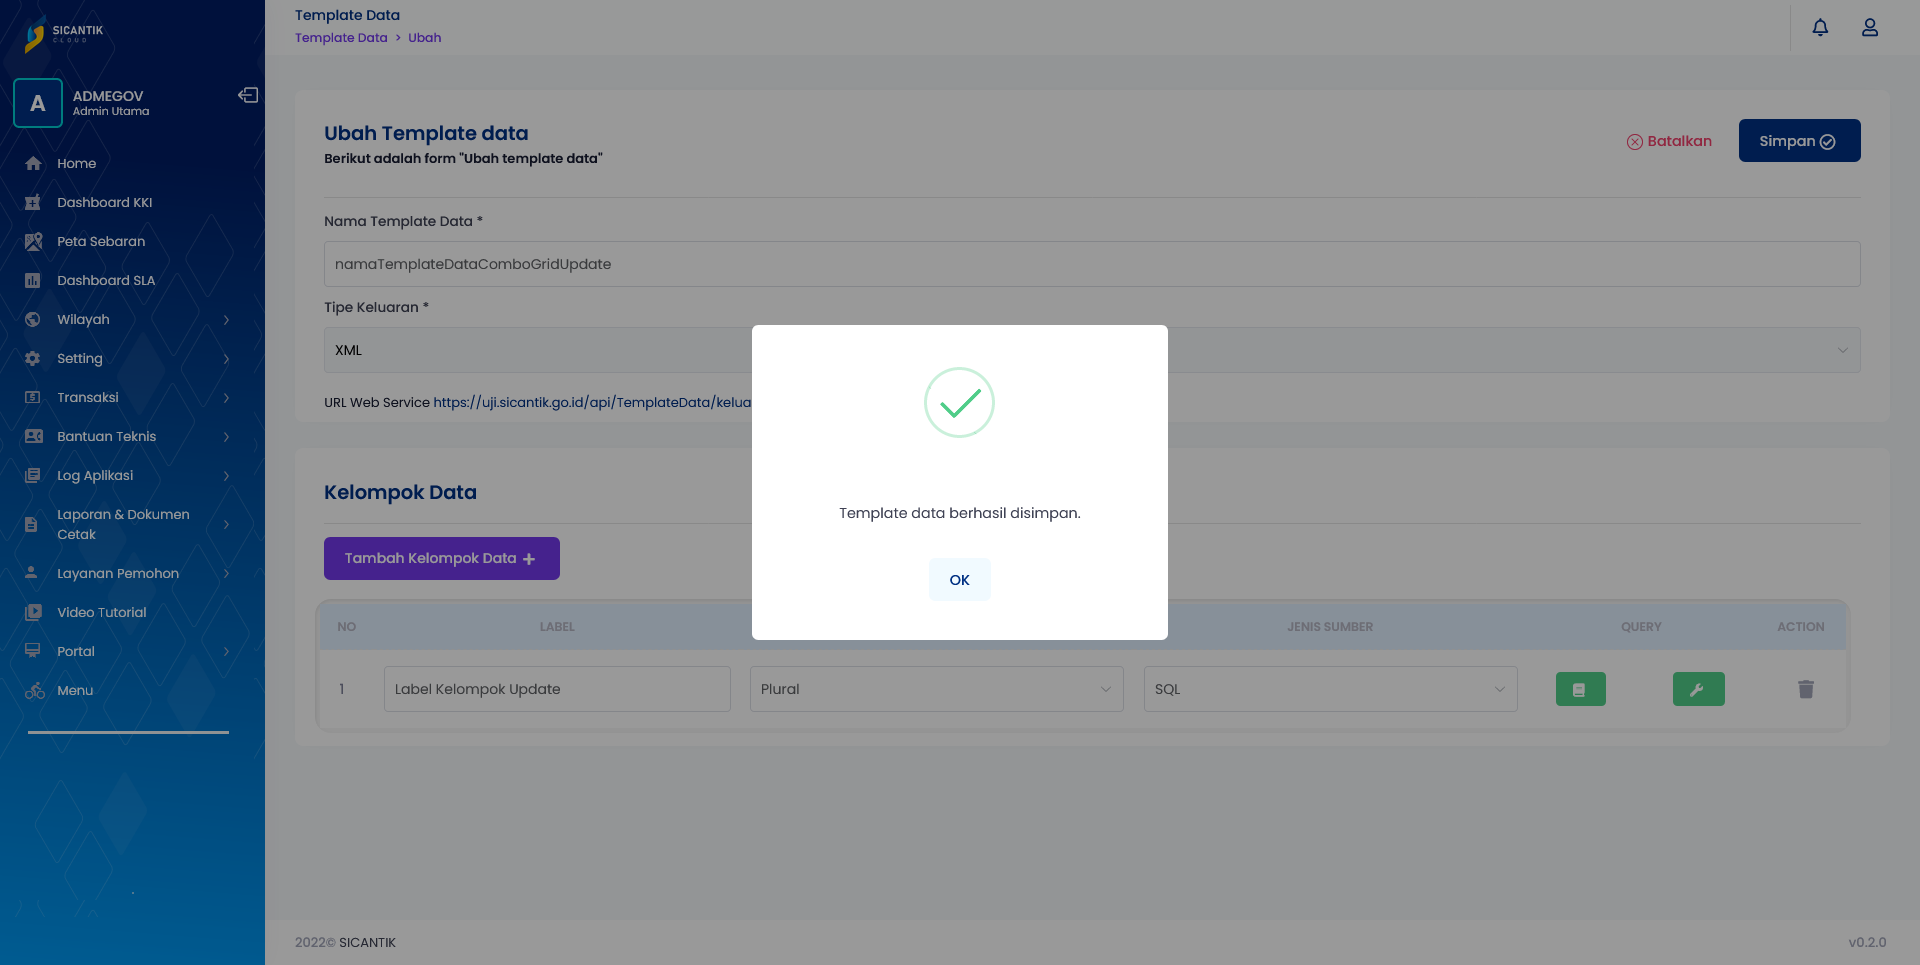 SICANTIK
CLOUD
A
ADMEGOV
Admin Utama
Home
Dashboard KKI
Peta Sebaran
Dashboard SLA
Wilayah
Setting
Transaksi
Bantuan Teknis
Log Aplikasi
Laporan & Dokumen
Cetak
Layanan Pemohon
Video Tutorial
Portal
Menu
Template Data
Template Data > Ubah
Ubah Template data
Berikut adalah form "Ubah template data"
Batalkan
Simpan
Nama Template Data *
namaTemplateDataComboGridUpdate
Tipe Keluaran *
XML
URL Web Service https://uji.sicantik.go.id/api/TemplateData/kelua
Template data berhasil disimpan.
OK
Kelompok Data
Tambah Kelompok Data +
NO LABEL JENIS SUMBER QUERY ACTION
1 Label Kelompok Update Plural SQL
2022© SICANTIK
v0.2.0